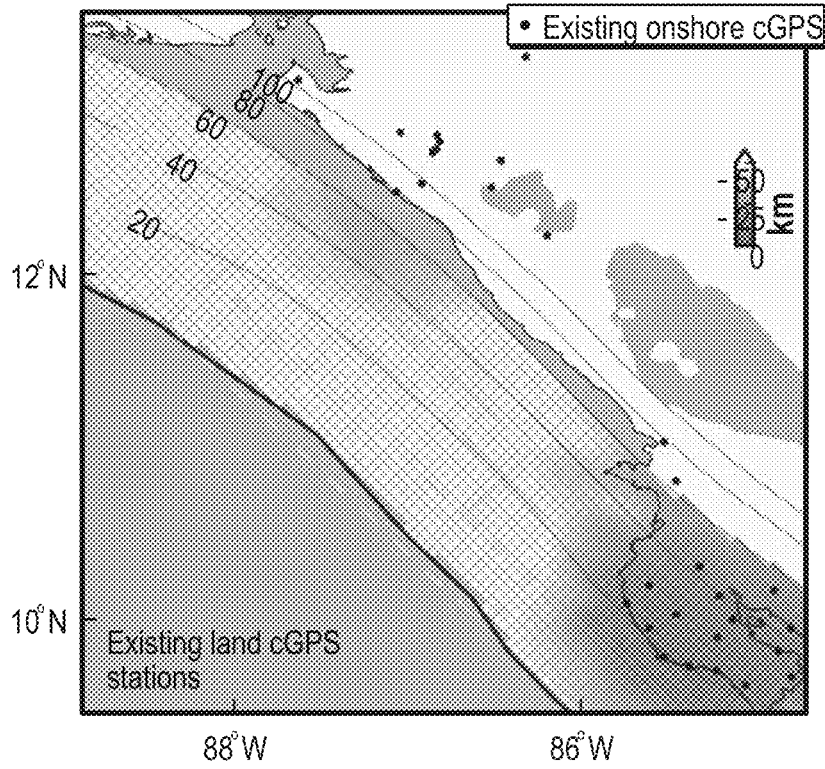 Existing onshore cGPS
100
80
60
40
20
50
25
0
km
12°N
10°N
Existing land cGPS
stations
88°W
86°W